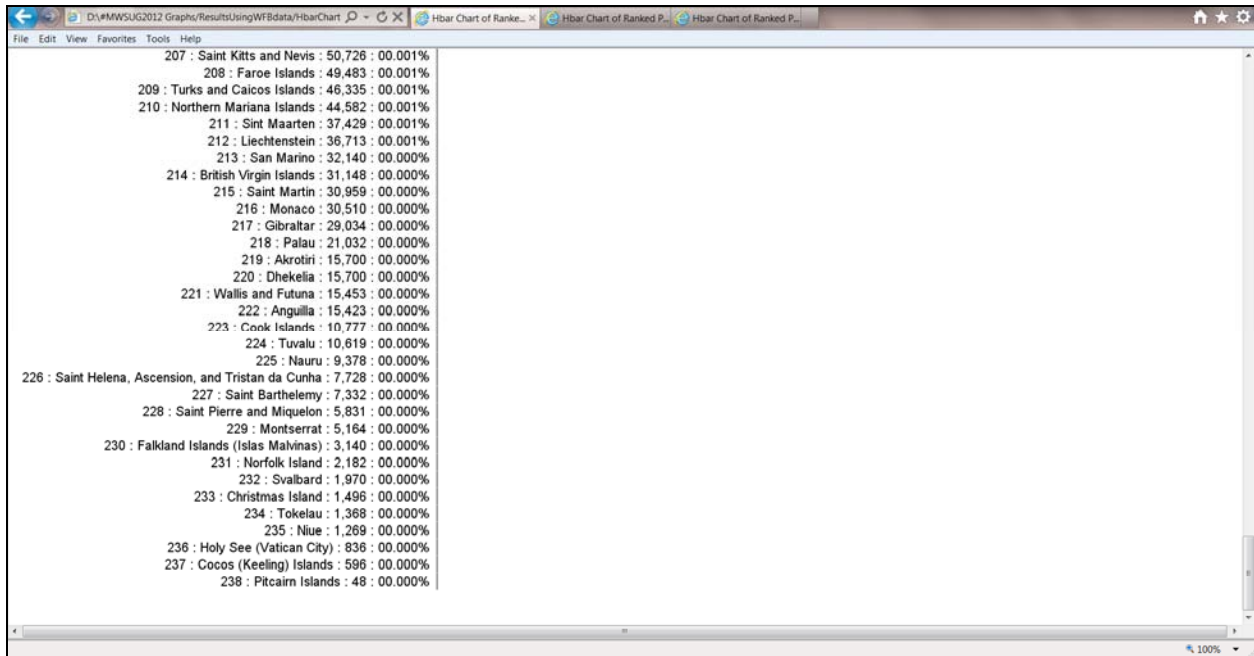 D:\#MWSUG2012 Graphs/ResultsUsingWFBdata/HbarChart
Hbar Chart of Ranke...
Hbar Chart of Ranked P...
Hbar Chart of Ranked P...
File Edit View Favorites Tools Help
207 : Saint Kitts and Nevis : 50,726 : 00.001%
208 : Faroe Islands : 49,483 : 00.001%
209 : Turks and Caicos Islands : 46,335 : 00.001%
210 : Northern Mariana Islands : 44,582 : 00.001%
211 : Sint Maarten : 37,429 : 00.001%
212 : Liechtenstein : 36,713 : 00.001%
213 : San Marino : 32,140 : 00.000%
214 : British Virgin Islands : 31,148 : 00.000%
215 : Saint Martin : 30,959 : 00.000%
216 : Monaco : 30,510 : 00.000%
217 : Gibraltar : 29,034 : 00.000%
218 : Palau : 21,032 : 00.000%
219 : Akrotiri : 15,700 : 00.000%
220 : Dhekelia : 15,700 : 00.000%
221 : Wallis and Futuna : 15,453 : 00.000%
222 : Anguilla : 15,423 : 00.000%
223 : Cook Islands : 10,777 : 00.000%
224 : Tuvalu : 10,619 : 00.000%
225 : Nauru : 9,378 : 00.000%
226 : Saint Helena, Ascension, and Tristan da Cunha : 7,728 : 00.000%
227 : Saint Barthelemy : 7,332 : 00.000%
228 : Saint Pierre and Miquelon : 5,831 : 00.000%
229 : Montserrat : 5,164 : 00.000%
230 : Falkland Islands (Islas Malvinas) : 3,140 : 00.000%
231 : Norfolk Island : 2,182 : 00.000%
232 : Svalbard : 1,970 : 00.000%
233 : Christmas Island : 1,496 : 00.000%
234 : Tokelau : 1,368 : 00.000%
235 : Niue : 1,269 : 00.000%
236 : Holy See (Vatican City) : 836 : 00.000%
237 : Cocos (Keeling) Islands : 596 : 00.000%
238 : Pitcairn Islands : 48 : 00.000%
100%